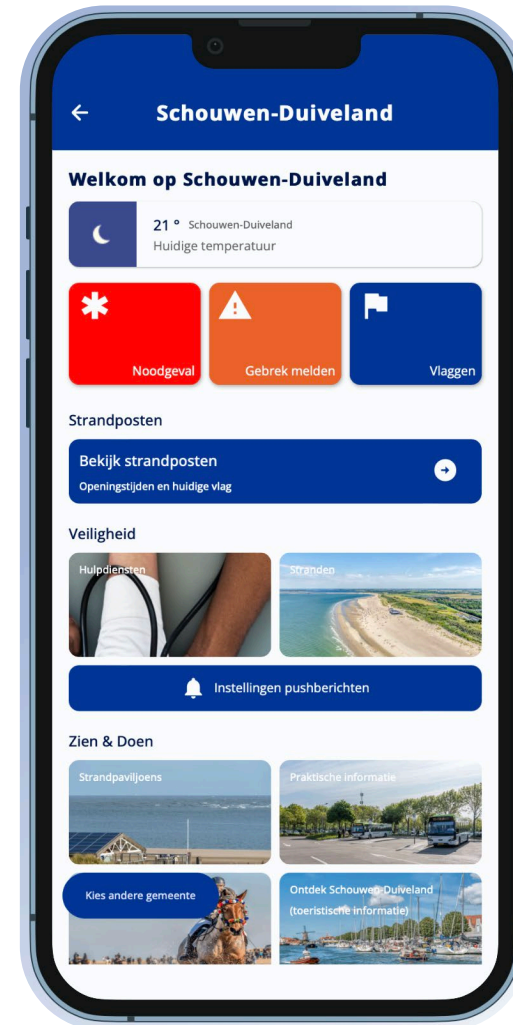 Schouwen-Duiveland
Welkom op Schouwen-Duiveland
21 ° Schouwen-Duiveland
Huidige temperatuur
Noodgeval
Gebrek melden
Vlaggen
Strandposten
Bekijk strandposten
Openingstijden en huidige vlag
Veiligheid
Hulpdiensten
Stranden
Instellingen pushberichten
Zien & Doen
Strandpaviljoens
Praktische informatie
Kies andere gemeente
Ontdek Schouwen-Duiveland
(toeristische informatie)